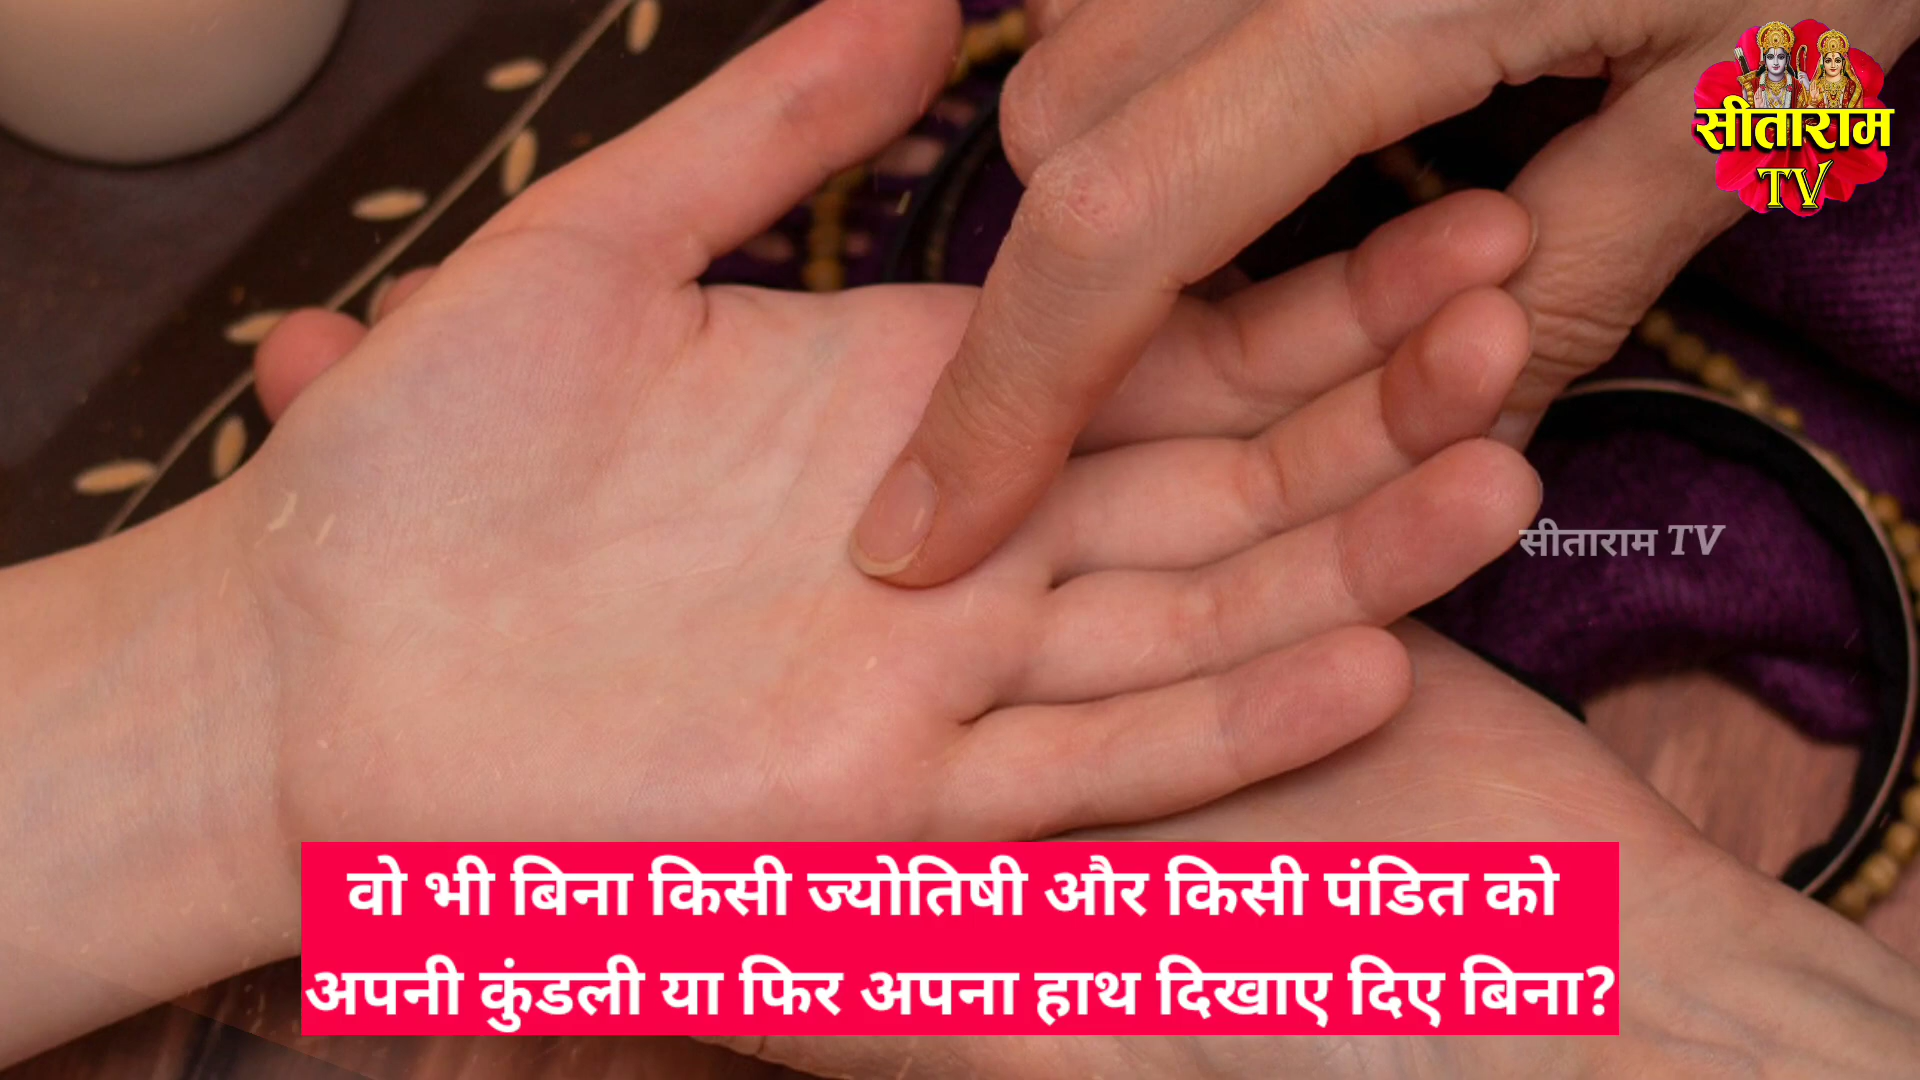 सीताराम
TV
सीताराम TV
वो भी बिना किसी ज्योतिषी और किसी पंडित को
अपनी कुंडली या फिर अपना हाथ दिखाए दिए बिना?